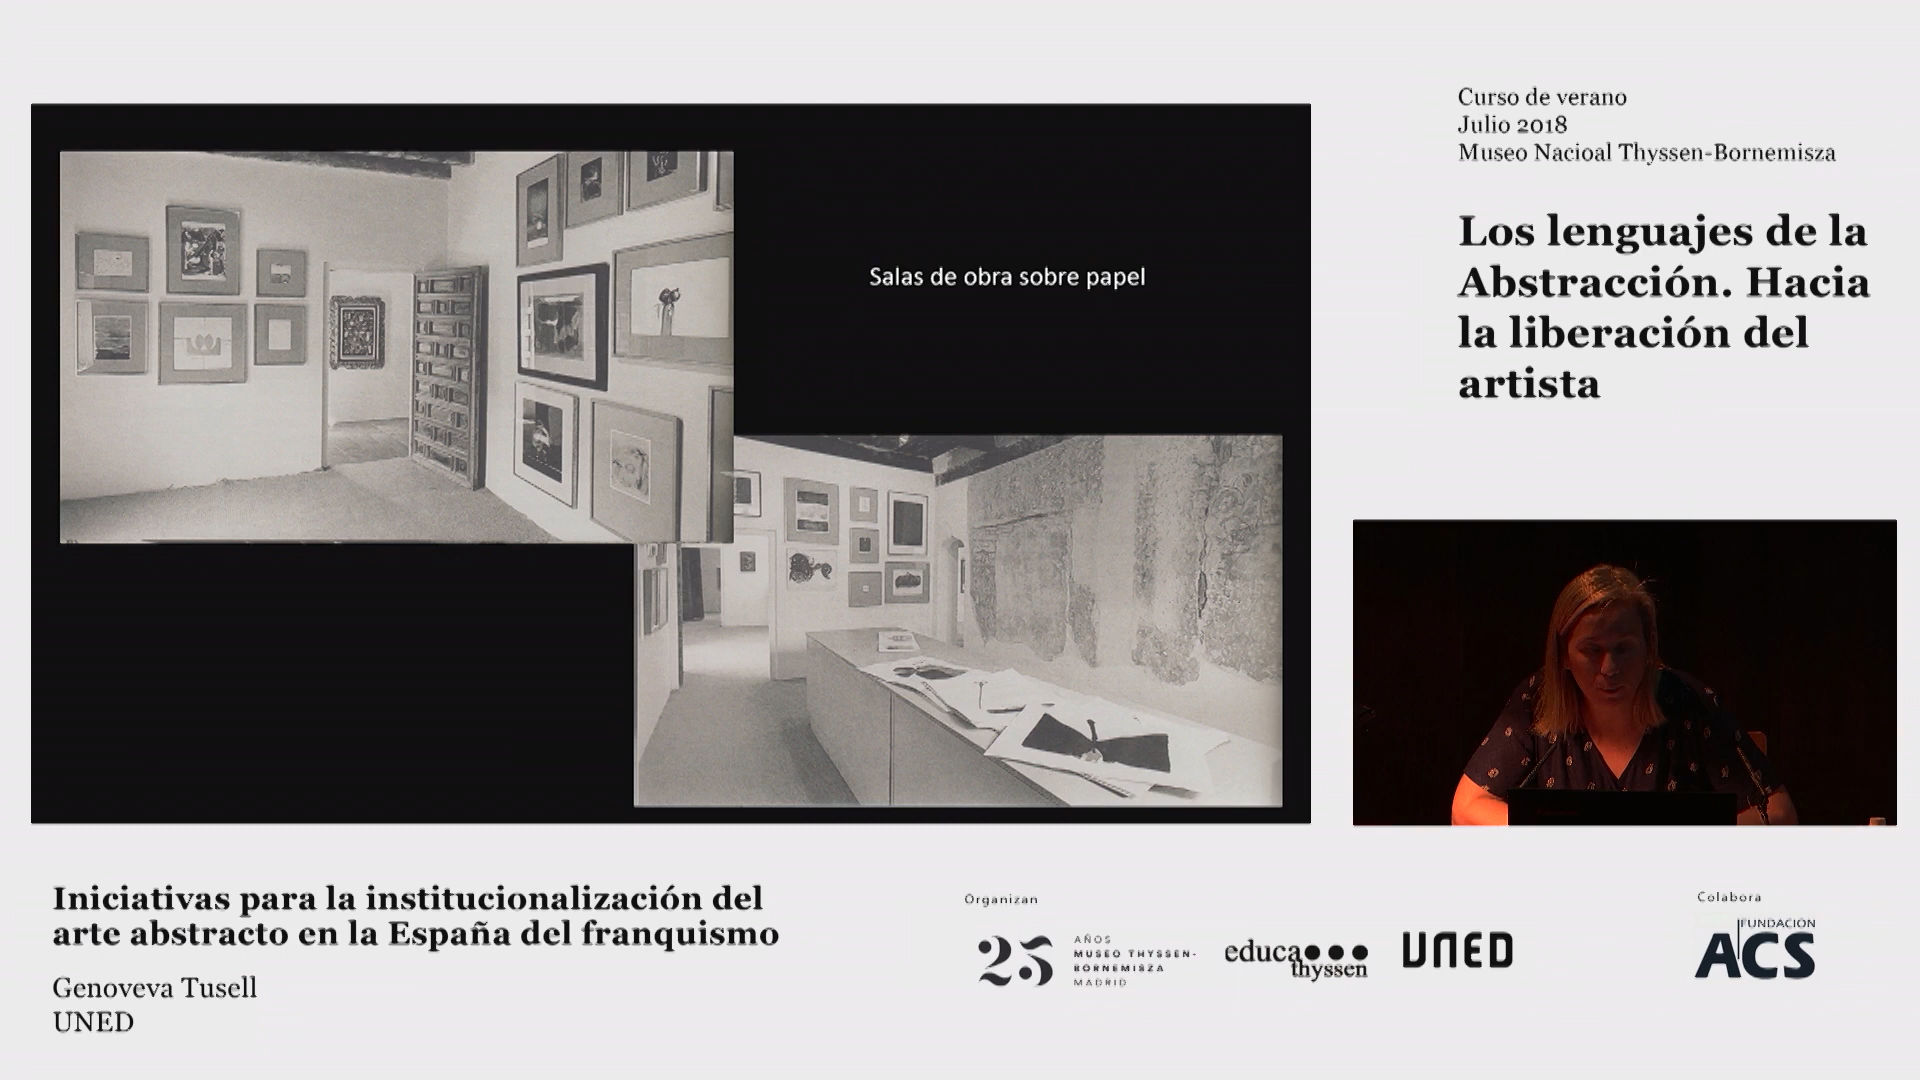 Curso de verano
Julio 2018
Museo Nacioal Thyssen-Bornemisza
Los lenguajes de la
Abstracción. Hacia
la liberación del
artista
Salas de obra sobre papel
Iniciativas para la institucionalización del
arte abstracto en la España del franquismo
Genoveva Tusell
UNED
Organizan
25
AÑOS
MUSEO THYSSEN-
BORNEMISZA
MADRID
educa
thyssen
UNED
Colabora
FUNDACIÓN
ACS